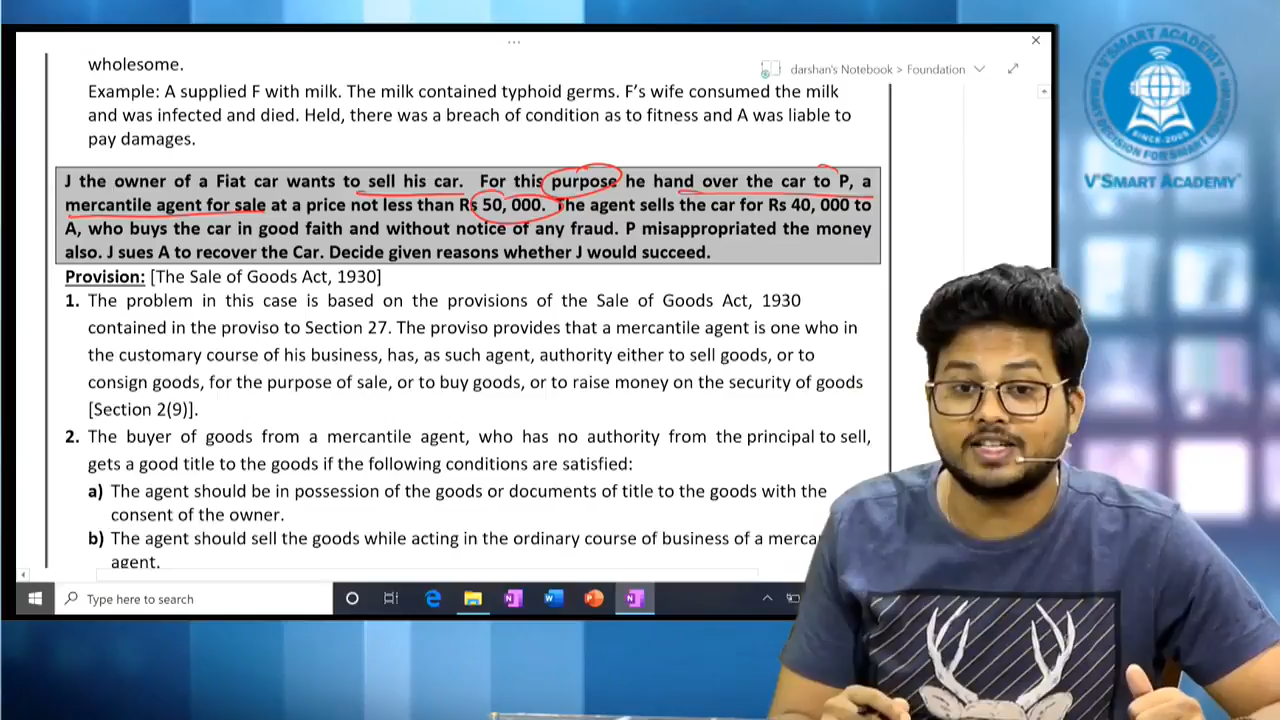 wholesome.
darshan's Notebook > Foundation
Example: A supplied F with milk. The milk contained typhoid germs. F's wife consumed the milk
and was infected and died. Held, there was a breach of condition as to fitness and A was liable to
pay damages.
J the owner of a Fiat car wants to sell his car. For this purpose he hand over the car to P, a
mercantile agent for sale at a price not less than Rs 50, 000. The agent sells the car for Rs 40, 000 to
A, who buys the car in good faith and without notice of any fraud. P misappropriated the money
also. J sues A to recover the Car. Decide given reasons whether J would succeed.
Provision: [The Sale of Goods Act, 1930]
1. The problem in this case is based on the provisions of the Sale of Goods Act, 1930
contained in the proviso to Section 27. The proviso provides that a mercantile agent is one who in
the customary course of his business, has, as such agent, authority either to sell goods, or to
consign goods, for the purpose of sale, or to buy goods, or to raise money on the security of goods
[Section 2(9)].
2. The buyer of goods from a mercantile agent, who has no authority from the principal to sell,
gets a good title to the goods if the following conditions are satisfied:
a) The agent should be in possession of the goods or documents of title to the goods with the
consent of the owner.
b) The agent should sell the goods while acting in the ordinary course of business of a
agent.
Type here to search
V'SMART ACADEMY
SINCE-2005
V'SMART ACADEMY